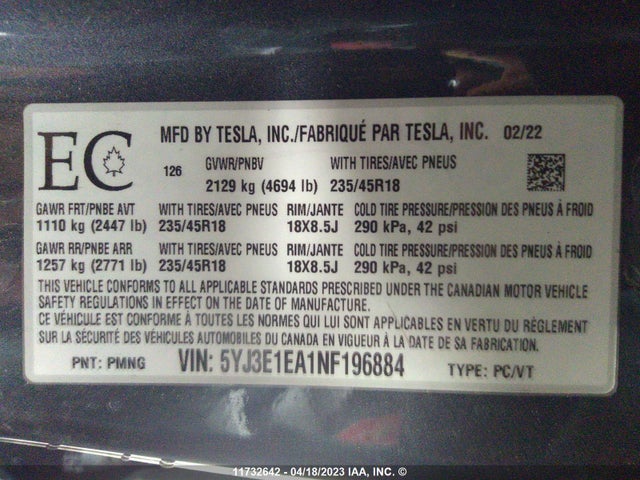 EC
MFD BY TESLA, INC./FABRIQUÉ PAR TESLA, INC. 02/22
126 GVWR/PNBV WITH TIRES/AVEC PNEUS
2129 kg (4694 lb) 235/45R18
GAWR FRT/PNBE AVT WITH TIRES/AVEC PNEUS RIM/JANTE COLD TIRE PRESSURE/PRESSION DES PNEUS À FROID
1110 kg (2447 lb) 235/45R18 18X8.5J 290 kPa, 42 psi
GAWR RR/PNBE ARR WITH TIRES/AVEC PNEUS RIM/JANTE COLD TIRE PRESSURE/PRESSION DES PNEUS À FROID
1257 kg (2771 lb) 235/45R18 18X8.5J 290 kPa, 42 psi
THIS VEHICLE CONFORMS TO ALL APPLICABLE STANDARDS PRESCRIBED UNDER THE CANADIAN MOTOR VEHICLE
SAFETY REGULATIONS IN EFFECT ON THE DATE OF MANUFACTURE.
CE VÉHICULE EST CONFORME À TOUTES LES NORMES QUI LUI SONT APPLICABLES EN VERTU DU RÈGLEMENT
SUR LA SÉCURITÉ DES VÉHICULES AUTOMOBILES DU CANADA EN VIGUEUR À LA DATE DE SA FABRICATION.
PNT: PMNG VIN: 5YJ3E1EA1NF196884 TYPE: PC/VT
11732642 - 04/18/2023 IAA, INC. ©